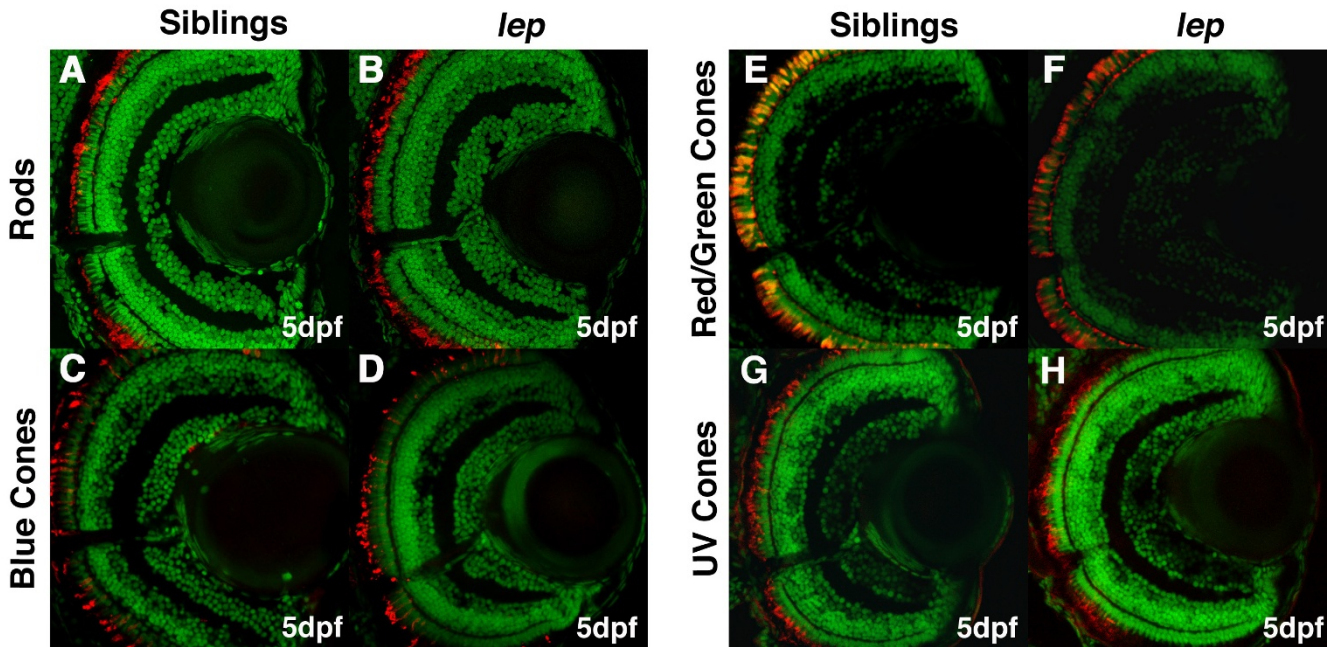 Siblings lep Siblings lep
Rods
A
5dpf
B
5dpf
Red/Green Cones
E
5dpf
F
5dpf
Blue Cones
C
5dpf
D
5dpf
UV Cones
G
5dpf
H
5dpf